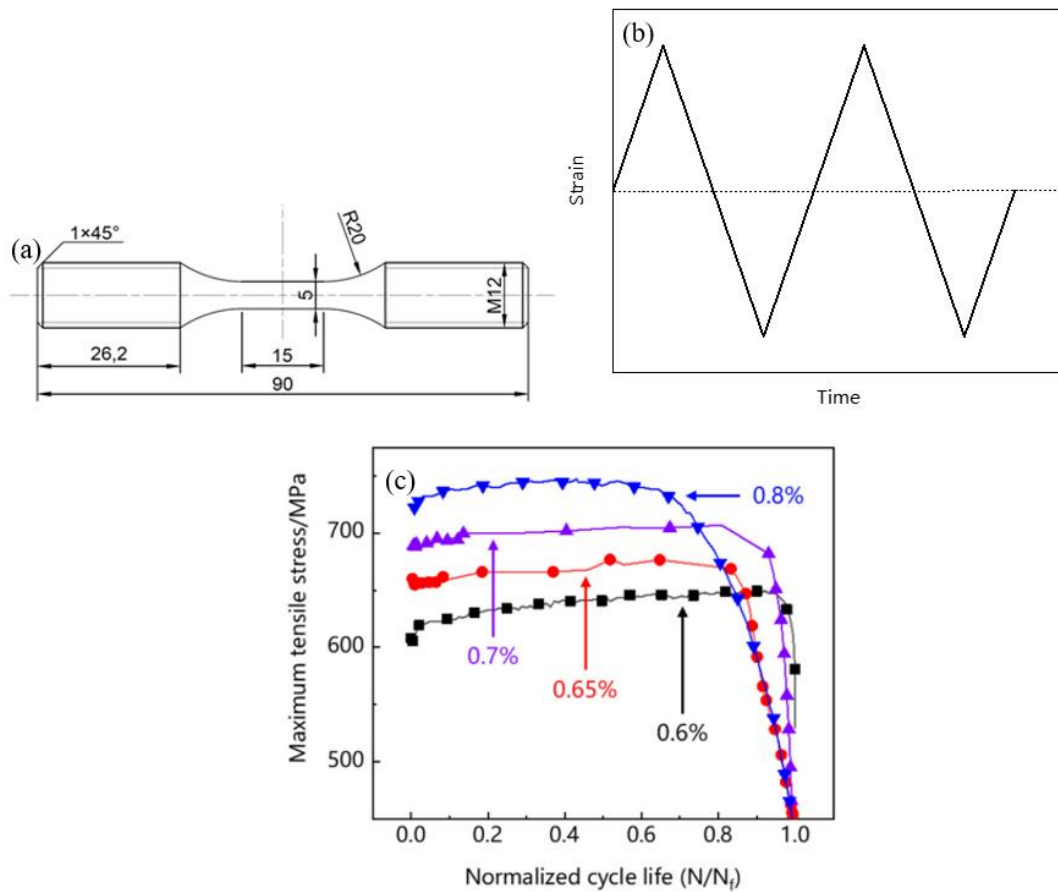 (a)
1×45°
R20
5
M12
26,2
15
90
(b)
Strain
Time
(c)
Maximum tensile stress/MPa
700
600
500
0.8%
0.7%
0.65%
0.6%
0.0 0.2 0.4 0.6 0.8 1.0
Normalized cycle life (N/Nf)